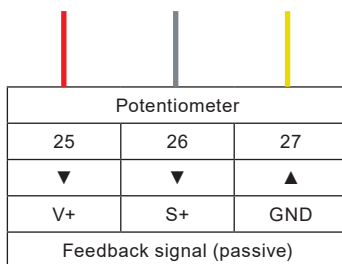 Potentiometer
25 26 27
▼ ▼ ▲
V+ S+ GND
Feedback signal (passive)